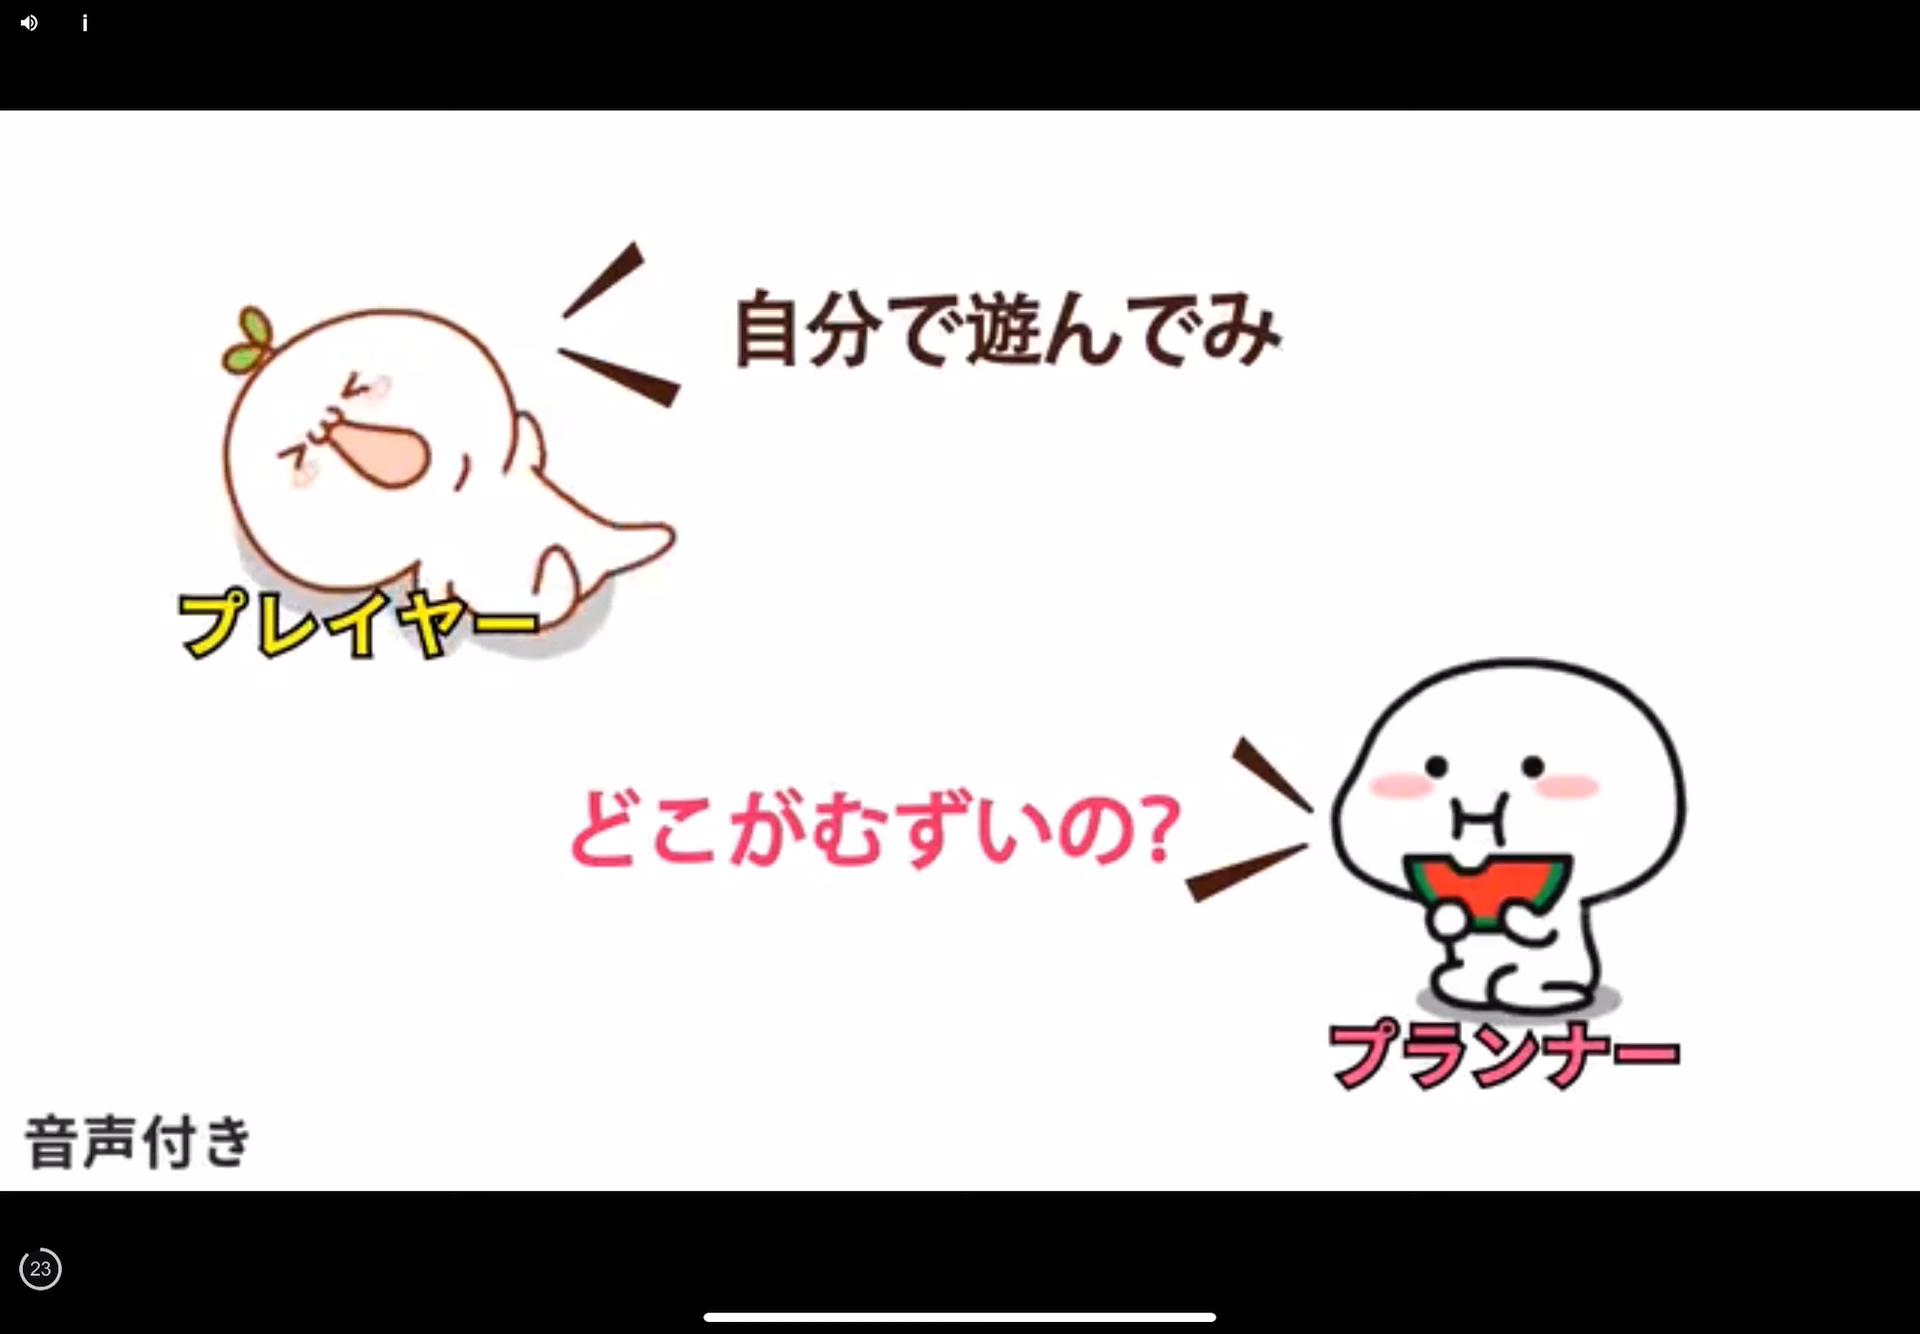 自分で遊んでみ
プレイヤー
どこがむずいの?
プランナー
音声付き
23